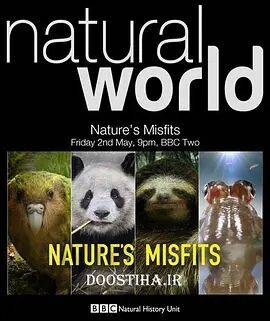 natural
world
Nature's Misfits
Friday 2nd May, 9pm, BBC Two
NATURE'S MISFITS
DOOSTIHA.IR
BBC Natural History Unit